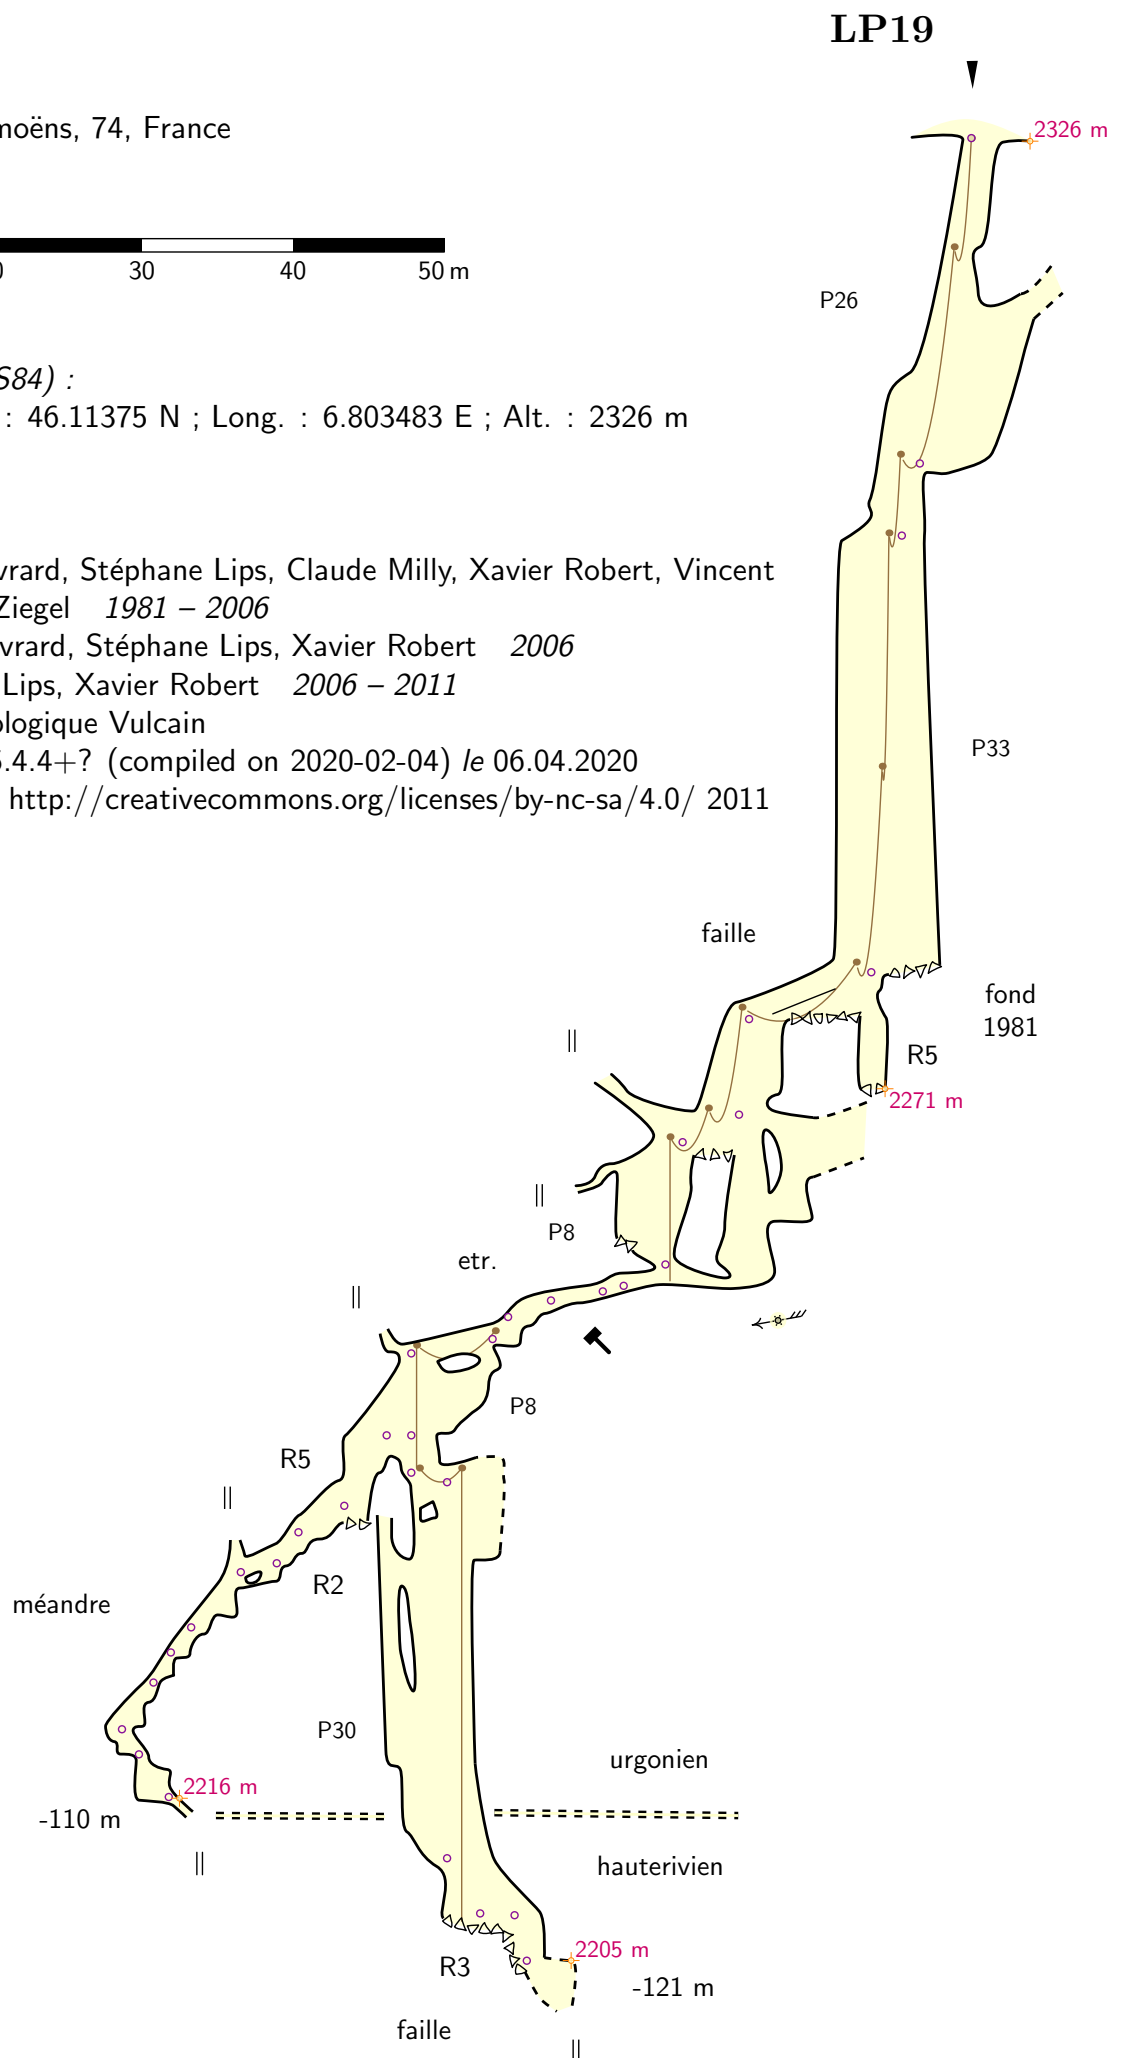 LP19
moëns, 74, France
2326 m
30 40 50 m
P26
S84) :
: 46.11375 N ; Long. : 6.803483 E ; Alt. : 2326 m
vrard, Stéphane Lips, Claude Milly, Xavier Robert, Vincent
Ziegel 1981 – 2006
vrard, Stéphane Lips, Xavier Robert 2006
Lips, Xavier Robert 2006 – 2011
ologique Vulcain
5.4.4+? (compiled on 2020-02-04) le 06.04.2020
http://creativecommons.org/licenses/by-nc-sa/4.0/ 2011
P33
faille
fond
1981
R5
2271 m
P8
etr.
P8
R5
R2
méandre
P30
urgonien
2216 m
-110 m
hauterivien
2205 m
R3
-121 m
faille